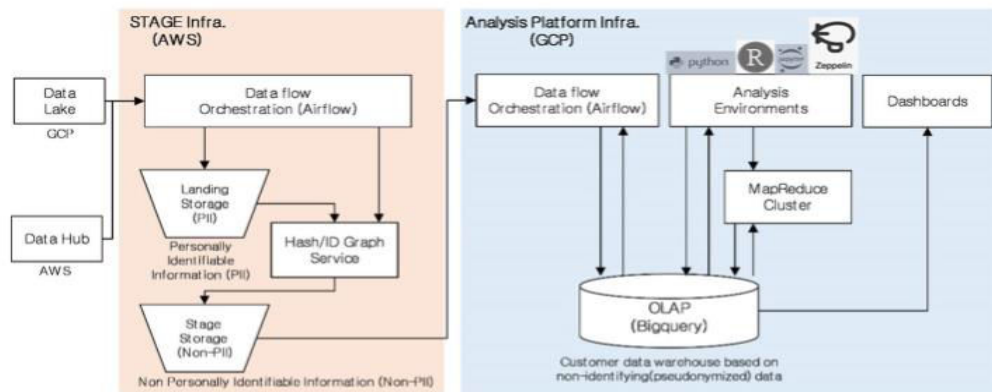 STAGE Infra.
(AWS)
Analysis Platform Infra.
(GCP)
python
R
jupyter
Zeppelin
Data
Lake
GCP
Data flow
Orchestration (Airflow)
Data flow
Orchestration (Airflow)
Analysis
Environments
Dashboards
Landing
Storage
(PII)
MapReduce
Cluster
Data Hub
AWS
Personally
Identifiable
Information (PII)
Hash/ID Graph
Service
OLAP
(Bigquery)
Stage
Storage
(Non-PII)
Non Personally Identifiable Information (Non-PII)
Customer data warehouse based on
non-identifying(pseudonymized) data